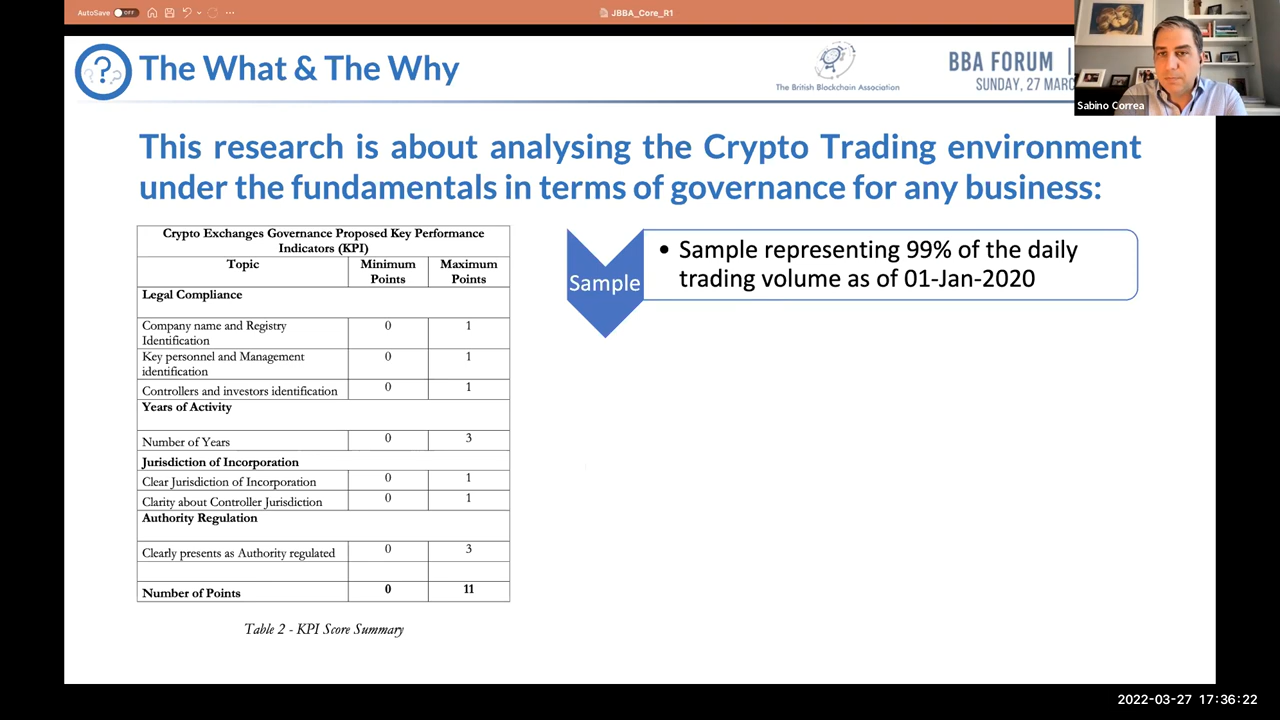 AutoSave OFF
JBBA_Core_R1
The What & The Why
The British Blockchain Association
BBA FORUM |
SUNDAY, 27 MARC
Sabino Correa
This research is about analysing the Crypto Trading environment
under the fundamentals in terms of governance for any business:
Crypto Exchanges Governance Proposed Key Performance
Indicators (KPI)
Topic Minimum Points Maximum Points
Legal Compliance
Company name and Registry Identification 0 1
Key personnel and Management identification 0 1
Controllers and investors identification 0 1
Years of Activity
Number of Years 0 3
Jurisdiction of Incorporation
Clear Jurisdiction of Incorporation 0 1
Clarity about Controller Jurisdiction 0 1
Authority Regulation
Clearly presents as Authority regulated 0 3
Number of Points 0 11
Table 2 - KPI Score Summary
Sample
• Sample representing 99% of the daily
trading volume as of 01-Jan-2020
2022-03-27 17:36:22